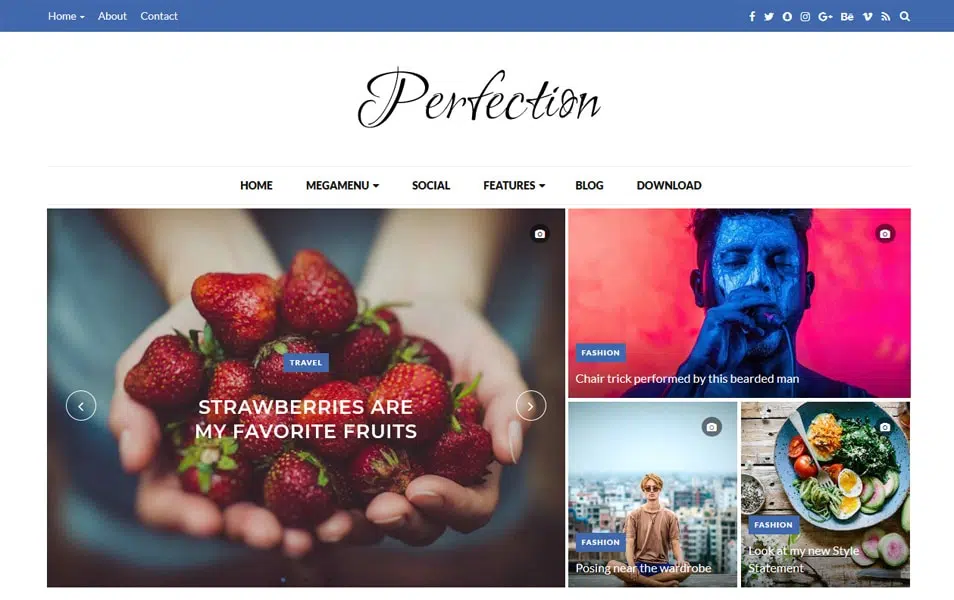 Home About Contact
Perfection
HOME MEGAMENU SOCIAL FEATURES BLOG DOWNLOAD
TRAVEL
STRAWBERRIES ARE
MY FAVORITE FRUITS
FASHION
Chair trick performed by this bearded man
FASHION
Posing near the wardrobe
FASHION
Look at my new Style
Statement